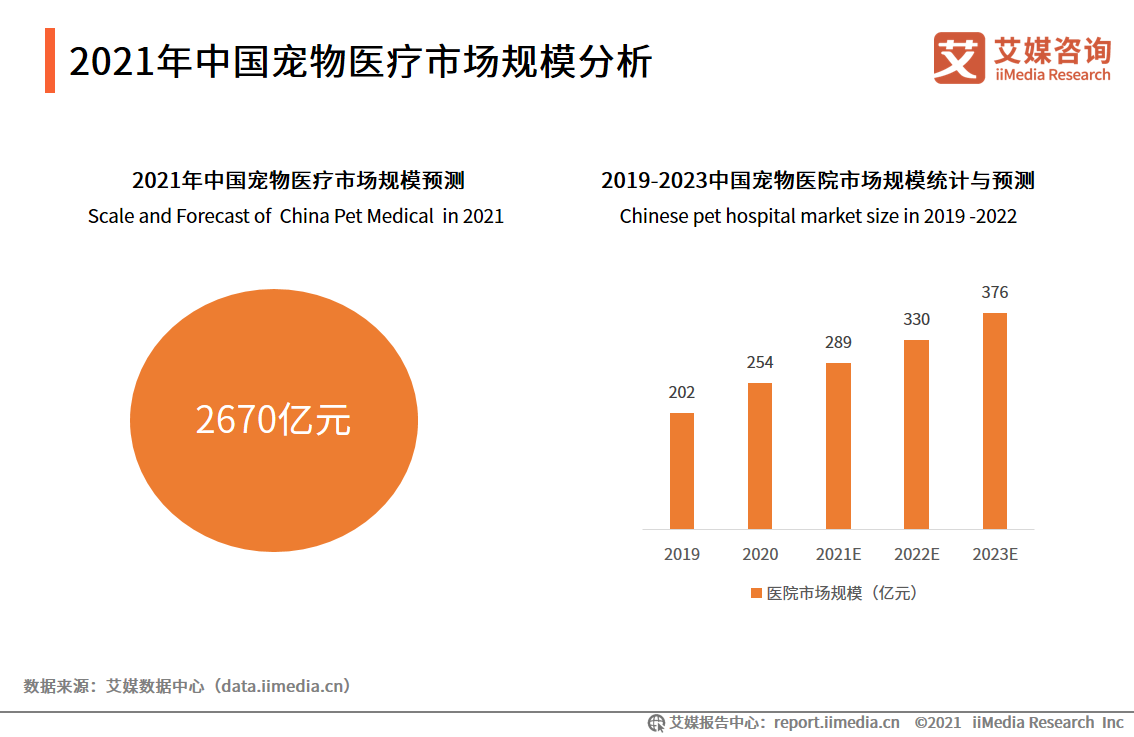 2021年中国宠物医疗市场规模分析
艾媒咨询
iiMedia Research
2021年中国宠物医疗市场规模预测
Scale and Forecast of China Pet Medical in 2021
2670亿元
2019-2023中国宠物医院市场规模统计与预测
Chinese pet hospital market size in 2019 -2022
202
254
289
330
376
2019 2020 2021E 2022E 2023E
医院市场规模（亿元）
数据来源：艾媒数据中心（data.iimedia.cn）
艾媒报告中心：report.iimedia.cn ©2021 iiMedia Research Inc